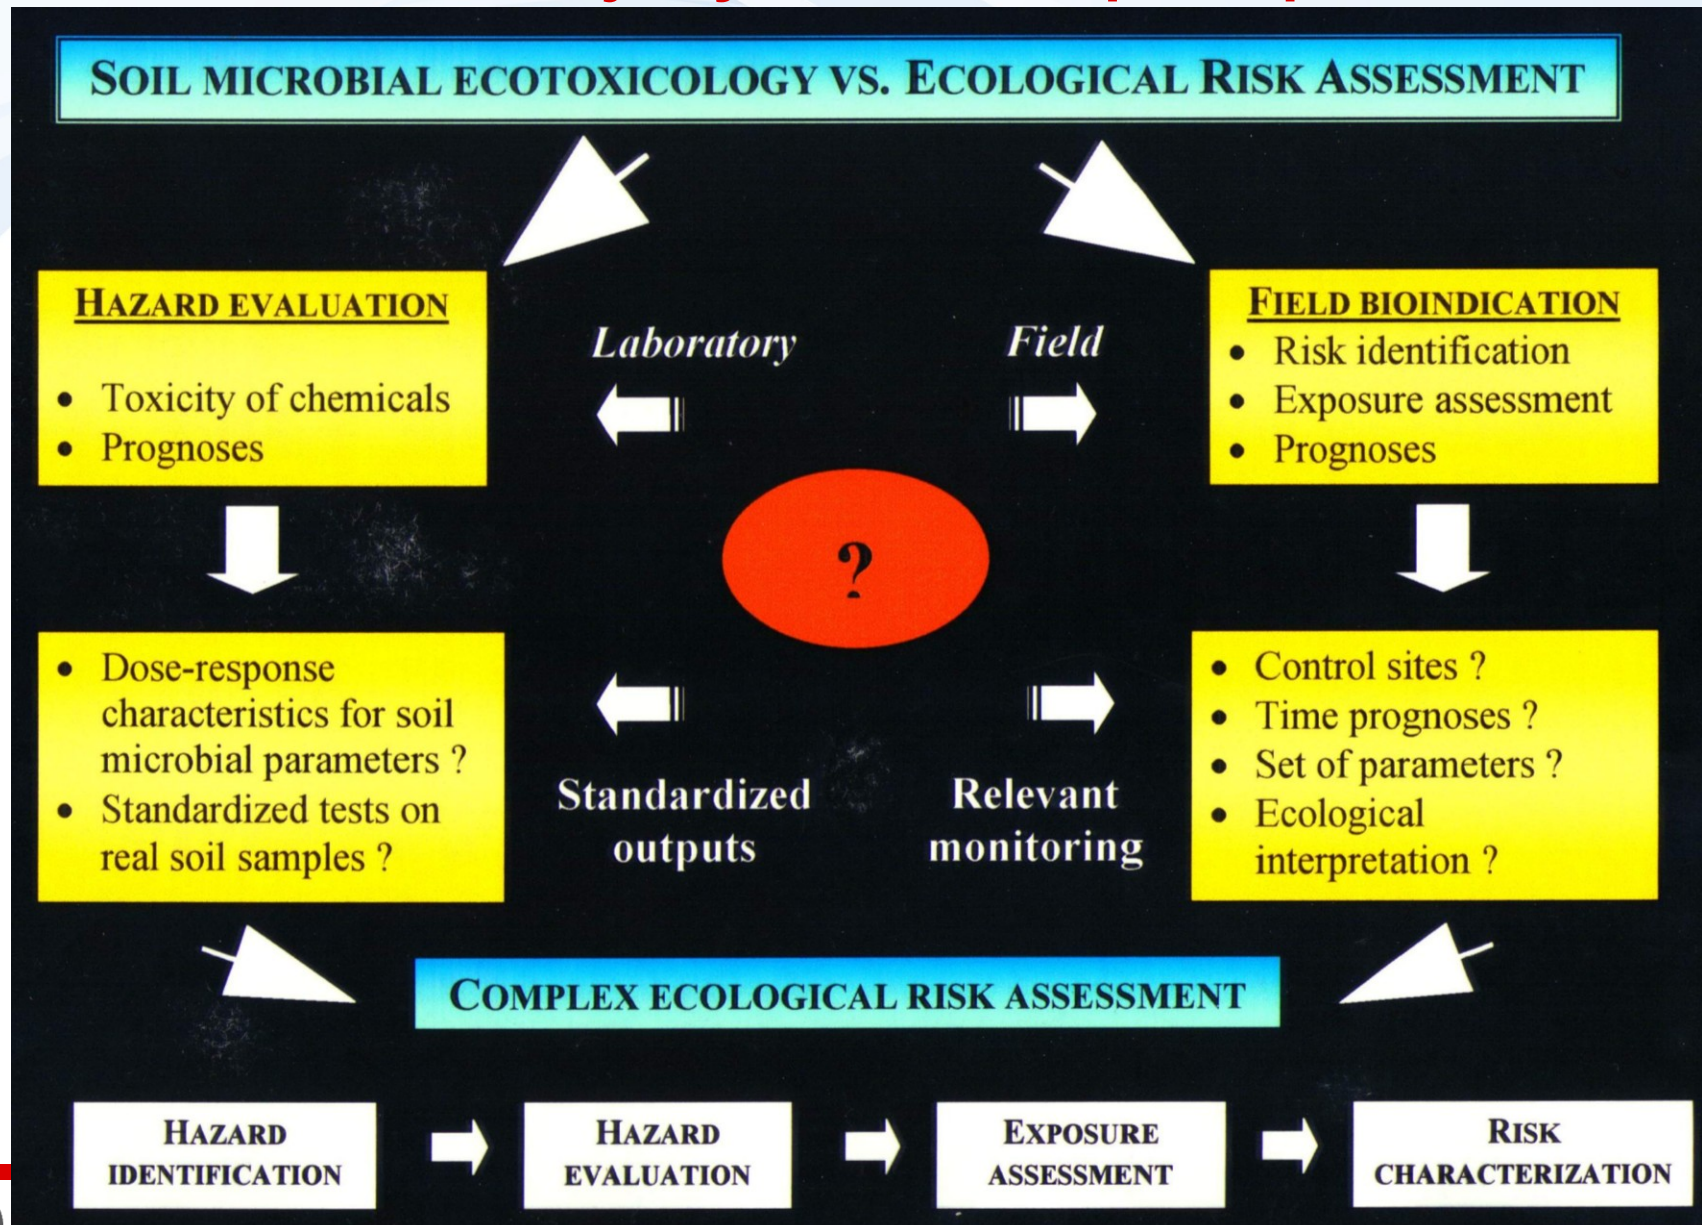 SOIL MICROBIAL ECOTOXICOLOGY VS. ECOLOGICAL RISK ASSESSMENT
HAZARD EVALUATION
• Toxicity of chemicals
• Prognoses
Laboratory
Field
FIELD BIOINDICATION
• Risk identification
• Exposure assessment
• Prognoses
?
• Dose-response
characteristics for soil
microbial parameters ?
• Standardized tests on
real soil samples ?
Standardized
outputs
Relevant
monitoring
• Control sites ?
• Time prognoses ?
• Set of parameters ?
• Ecological
interpretation ?
COMPLEX ECOLOGICAL RISK ASSESSMENT
HAZARD
IDENTIFICATION
HAZARD
EVALUATION
EXPOSURE
ASSESSMENT
RISK
CHARACTERIZATION